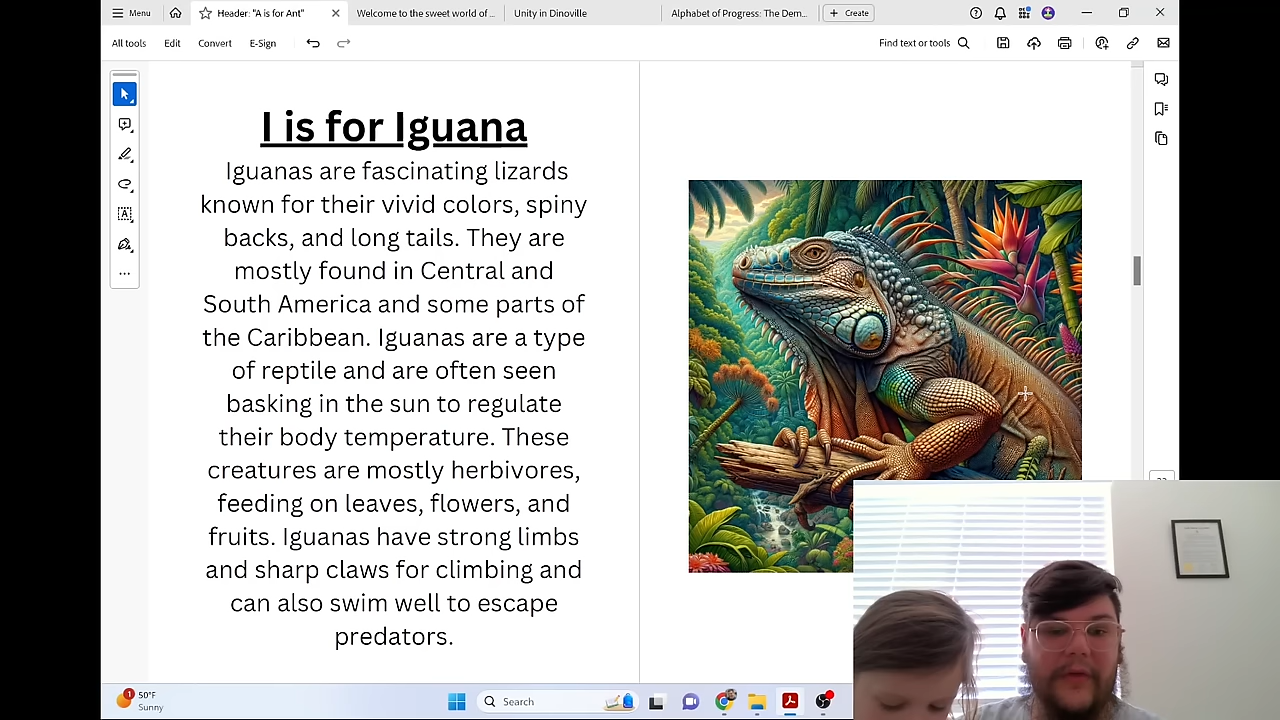 Menu
Header: "A is for Ant"
Welcome to the sweet world of ...
Unity in Dinoville
Alphabet of Progress: The Dem...
Create
All tools
Edit
Convert
E-Sign
Find text or tools
I is for Iguana
Iguanas are fascinating lizards
known for their vivid colors, spiny
backs, and long tails. They are
mostly found in Central and
South America and some parts of
the Caribbean. Iguanas are a type
of reptile and are often seen
basking in the sun to regulate
their body temperature. These
creatures are mostly herbivores,
feeding on leaves, flowers, and
fruits. Iguanas have strong limbs
and sharp claws for climbing and
can also swim well to escape
predators.
1
50°F
Sunny
Search